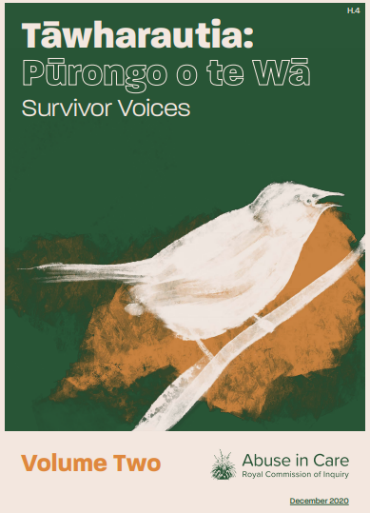 H.4
Tāwharautia:
Pūrongo o te Wā
Survivor Voices
Volume Two
Abuse in Care
Royal Commission of Inquiry
December 2020